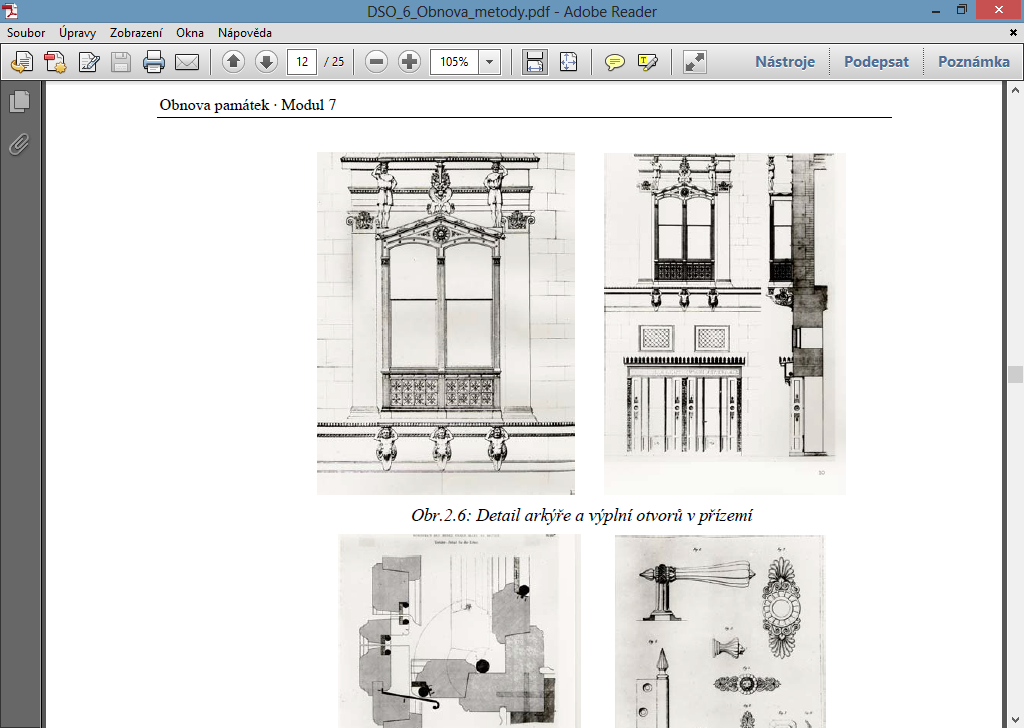 DSO_6_Obnova_metody.pdf - Adobe Reader
Soubor Úpravy Zobrazení Okna Nápověda
12 / 25 105% Nástroje Podepsat Poznámka
Obnova památek · Modul 7
Obr.2.6: Detail arkýře a výplní otvorů v přízemí